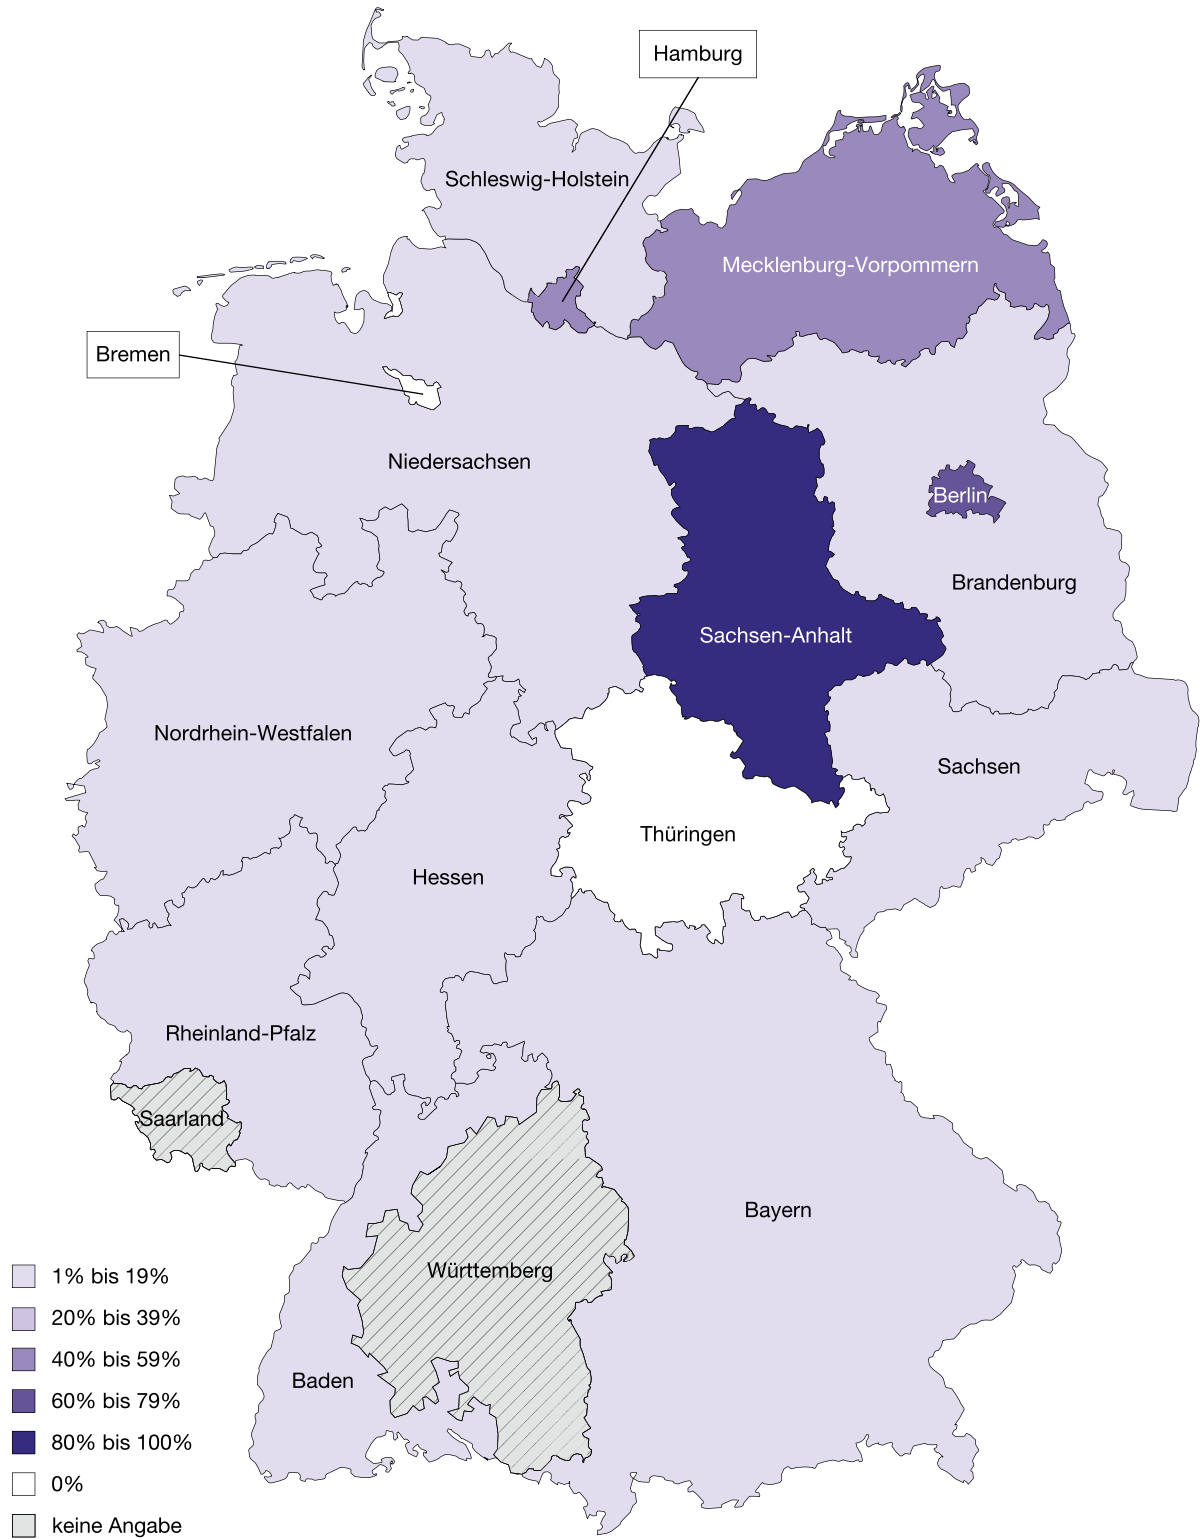 Hamburg
Schleswig-Holstein
Mecklenburg-Vorpommern
Bremen
Niedersachsen
Berlin
Brandenburg
Sachsen-Anhalt
Nordrhein-Westfalen
Sachsen
Thüringen
Hessen
Rheinland-Pfalz
Saarland
Bayern
Württemberg
Baden
1% bis 19%
20% bis 39%
40% bis 59%
60% bis 79%
80% bis 100%
0%
keine Angabe